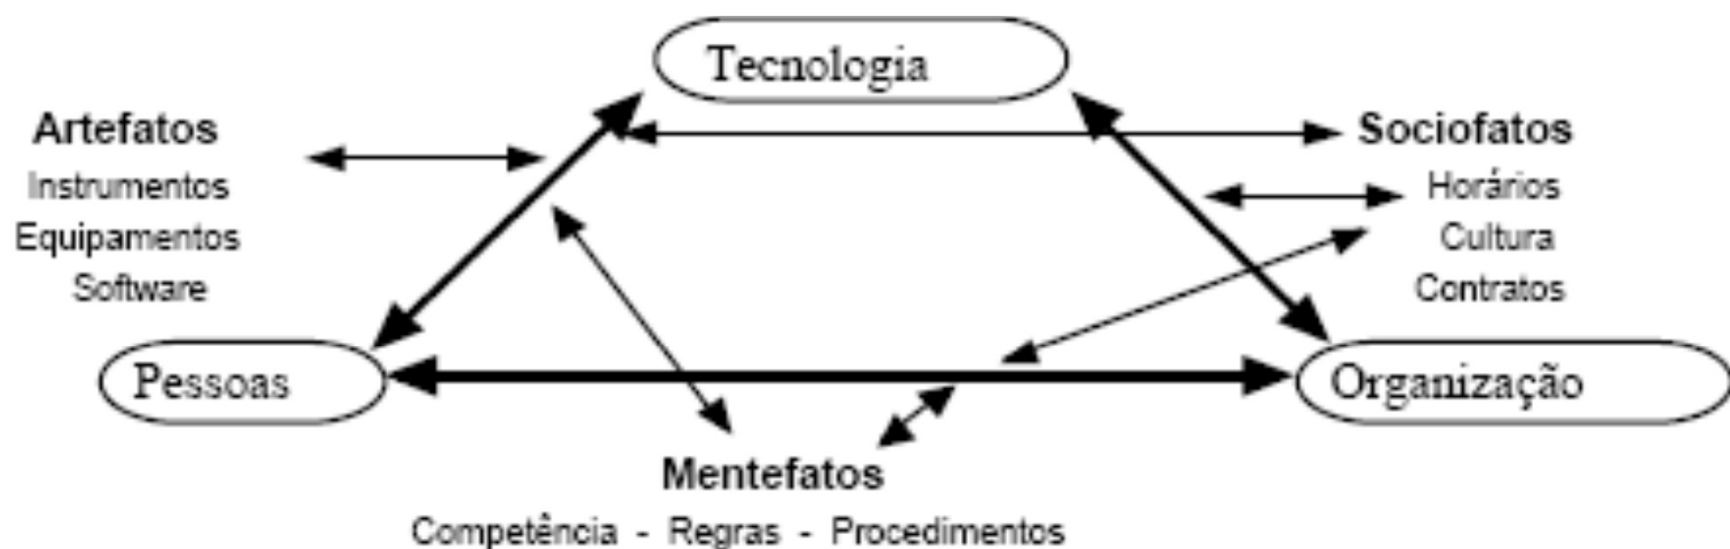 Tecnologia
Artefatos
Instrumentos
Equipamentos
Software
Sociofatos
Horários
Cultura
Contratos
Pessoas
Organização
Mentefatos
Competência - Regras - Procedimentos